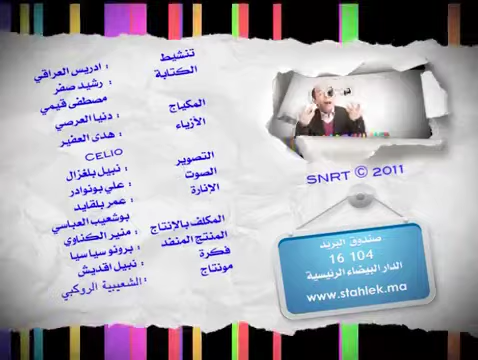 تنشيط : ادريس العراقي
الكتابة : رشيد صفر
مصطفى قيمي
المكياج : دنيا العرصي
الأزياء : هدى العفير
CELIO
التصوير : نبيل بلغزال
الصوت : علي بونوادر
الإنارة : عمر بلقايد
بوشعيب العباسي
المكلف بالإنتاج : منير الكناوي
المنتج المنفد : برونو سياسيا
فكرة : نبيل اقديش
مونتاج : الشعيبية الروكبي
SNRT © 2011
صندوق البريد
16 104
الدار البيضاء الرئيسية
www.stahlek.ma